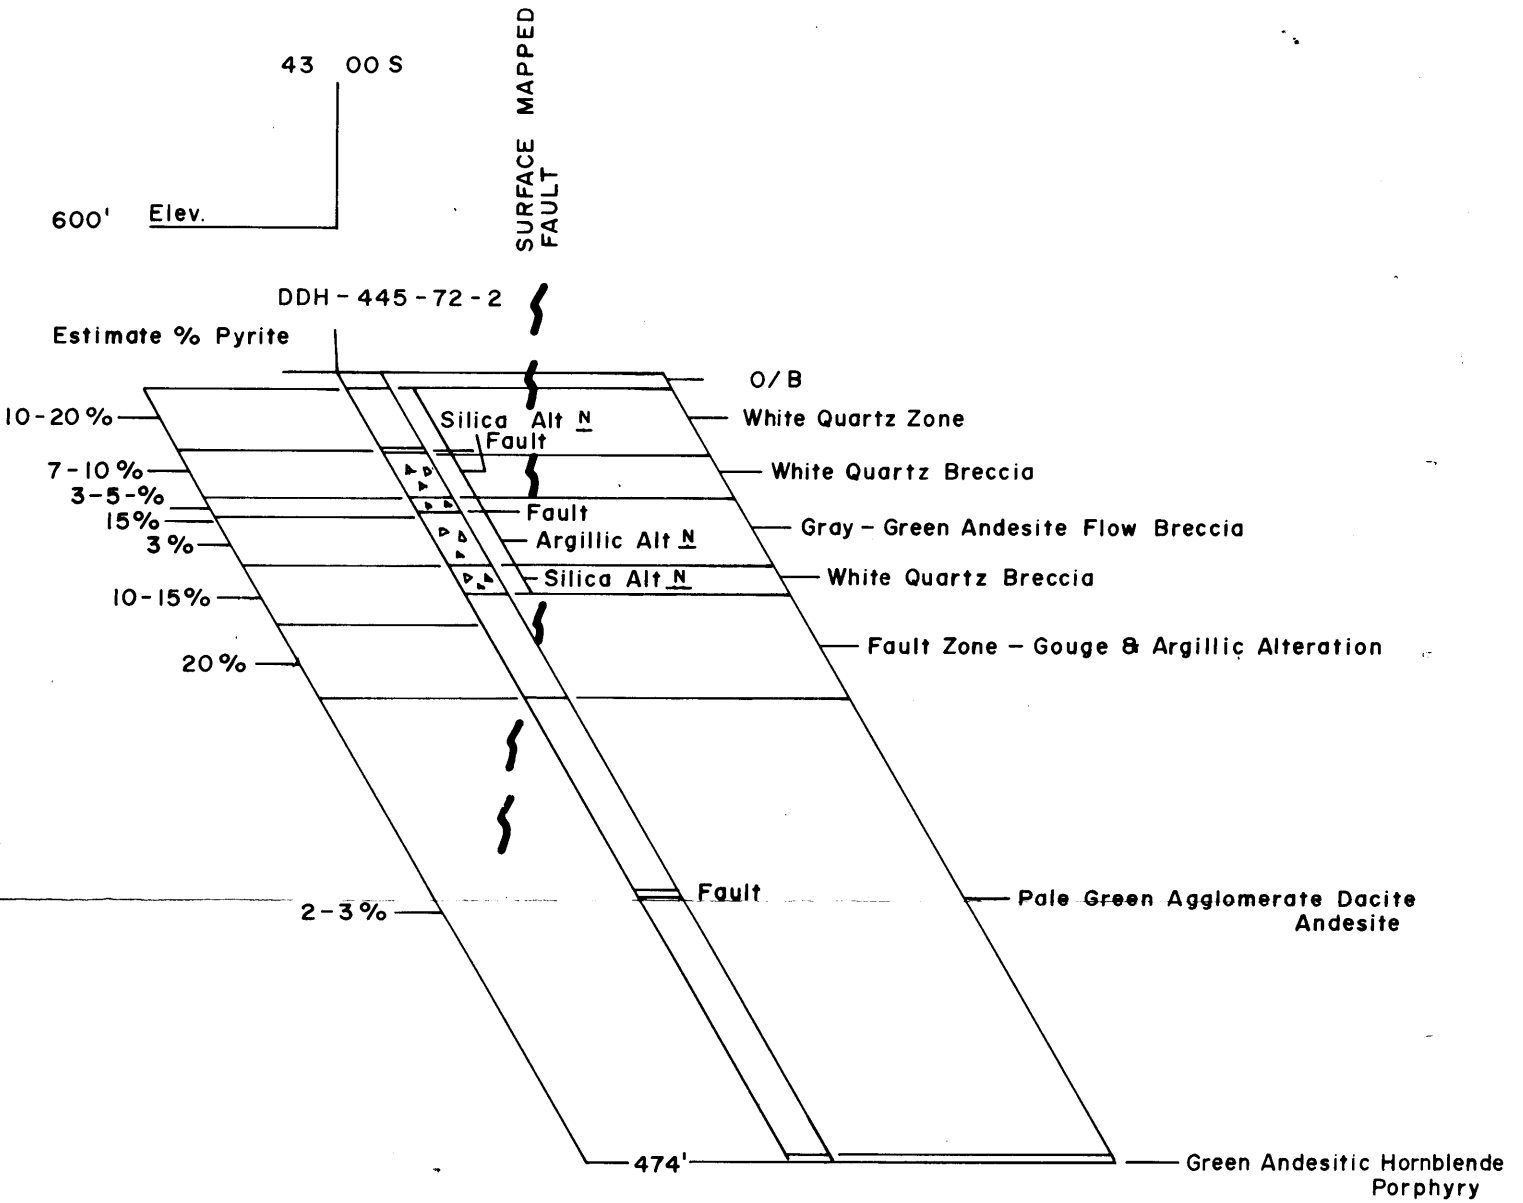 43 00 S
SURFACE MAPPED
FAULT
600' Elev.
DDH-445-72-2
Estimate % Pyrite
O/B
10-20%
Silica Alt N
White Quartz Zone
Fault
7-10%
White Quartz Breccia
3-5-%
Fault
15%
Gray-Green Andesite Flow Breccia
3%
Argillic Alt N
Silica Alt N
White Quartz Breccia
10-15%
Fault Zone - Gouge & Argillic Alteration
20%
Fault
2-3%
Pale Green Agglomerate Dacite
Andesite
474'
Green Andesitic Hornblende
Porphyry